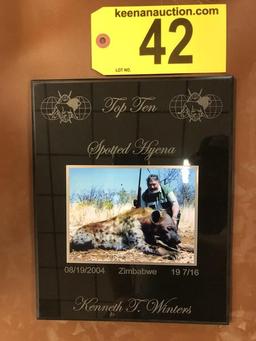 keenanauction.com
42
LOT NO.
Top Ten
Spotted Hyena
08/19/2004 Zimbabwe 19 7/16
Kenneth T. Winters